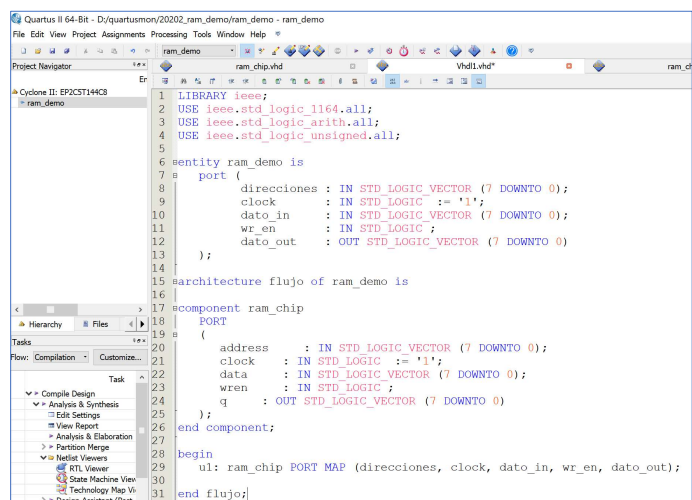 Quartus II 64-Bit - D:/quartusmon/20202_ram_demo/ram_demo - ram_demo
File Edit View Project Assignments Processing Tools Window Help
ram_demo
Project Navigator
ram_chip.vhd
Vhdl1.vhd*
ram_ch
En
Cyclone II: EP2C5T144C8
ram_demo
Hierarchy Files
Tasks
Flow: Compilation Customize...
Task
Compile Design
Analysis & Synthesis
Edit Settings
View Report
Analysis & Elaboration
Partition Merge
Netlist Viewers
RTL Viewer
State Machine View
Technology Map Vi
Design Assistant (Post
1 LIBRARY ieee;
2 USE ieee.std_logic_1164.all;
3 USE ieee.std_logic_arith.all;
4 USE ieee.std_logic_unsigned.all;
5
6 entity ram_demo is
7 port (
8 direcciones : IN STD_LOGIC_VECTOR (7 DOWNTO 0);
9 clock : IN STD_LOGIC := '1';
10 dato_in : IN STD_LOGIC_VECTOR (7 DOWNTO 0);
11 wr_en : IN STD_LOGIC ;
12 dato_out : OUT STD_LOGIC_VECTOR (7 DOWNTO 0)
13 );
14
15 architecture flujo of ram_demo is
16
17 component ram_chip
18 PORT
19 (
20 address : IN STD_LOGIC_VECTOR (7 DOWNTO 0);
21 clock : IN STD_LOGIC := '1';
22 data : IN STD_LOGIC_VECTOR (7 DOWNTO 0);
23 wren : IN STD_LOGIC ;
24 q : OUT STD_LOGIC_VECTOR (7 DOWNTO 0)
25 );
26 end component;
27
28 begin
29 u1: ram_chip PORT MAP (direcciones, clock, dato_in, wr_en, dato_out);
30
31 end flujo;